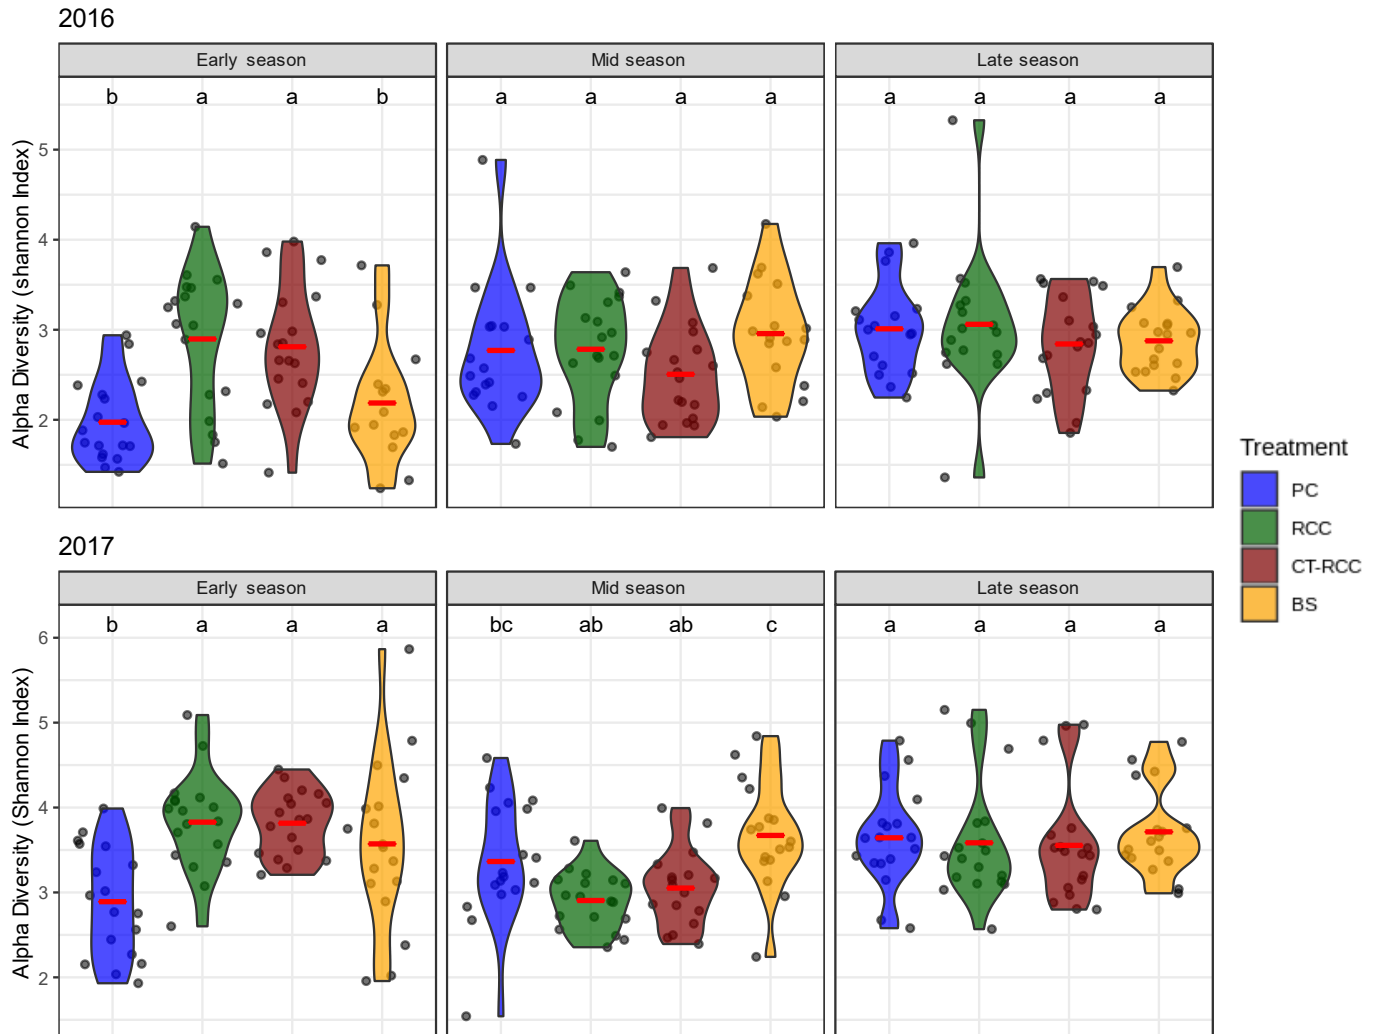 2016
Early season Mid season Late season
b a a b a a a a a a a a
Alpha Diversity (shannon Index)
5
4
3
2
2017
Early season Mid season Late season
b a a a bc ab ab c a a a a
Alpha Diversity (Shannon Index)
6
5
4
3
2
Treatment
PC
RCC
CT-RCC
BS